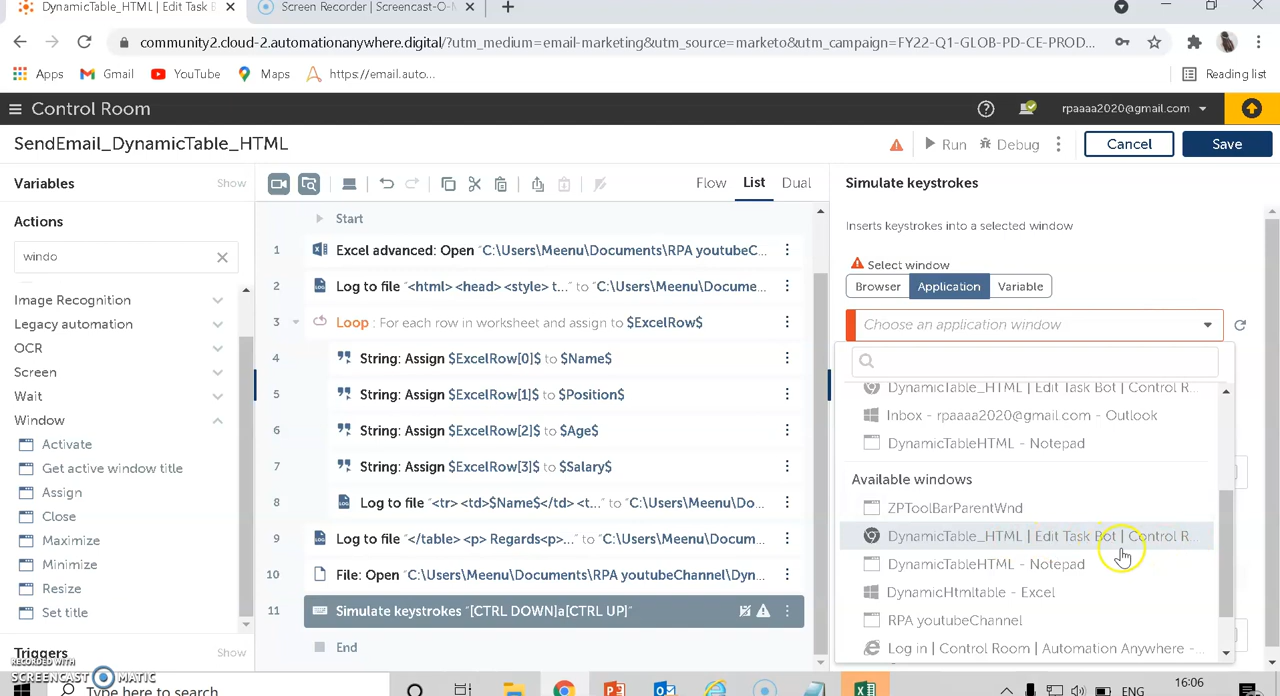 DynamicTable_HTML | Edit Task B
Screen Recorder | Screencast-O-M
community2.cloud-2.automationanywhere.digital/?utm_medium=email-marketing&utm_source=marketo&utm_campaign=FY22-Q1-GLOB-PD-CE-PROD...
Apps
Gmail
YouTube
Maps
https://email.auto...
Reading list
Control Room
rpaaaa2020@gmail.com
SendEmail_DynamicTable_HTML
Run
Debug
Cancel
Save
Variables
Show
Flow
List
Dual
Simulate keystrokes
Actions
Start
Inserts keystrokes into a selected window
windo
1 Excel advanced: Open "C:\Users\Meenu\Documents\RPA youtubeC...
Select window
Browser
Application
Variable
Image Recognition
2 Log to file "<html> <head> <style> t..." to "C:\Users\Meenu\Docume...
Legacy automation
3 Loop : For each row in worksheet and assign to $ExcelRow$
Choose an application window
OCR
Screen
4 String: Assign $ExcelRow[0]$ to $Name$
Wait
5 String: Assign $ExcelRow[1]$ to $Position$
DynamicTable_HTML | Edit Task Bot | Control R...
Window
Inbox - rpaaaa2020@gmail.com - Outlook
Activate
6 String: Assign $ExcelRow[2]$ to $Age$
DynamicTableHTML - Notepad
Get active window title
7 String: Assign $ExcelRow[3]$ to $Salary$
Available windows
Assign
8 Log to file "<tr> <td>$Name$</td> <t..." to "C:\Users\Meenu\Do...
ZPToolBarParentWnd
Close
Maximize
9 Log to file "</table> <p> Regards<p>..." to "C:\Users\Meenu\Docum...
DynamicTable_HTML | Edit Task Bot | Control R...
Minimize
10 File: Open "C:\Users\Meenu\Documents\RPA youtubeChannel\Dyn...
DynamicTableHTML - Notepad
Resize
DynamicHtmltable - Excel
Set title
11 Simulate keystrokes "[CTRL DOWN]a[CTRL UP]"
RPA youtubeChannel
End
Log in | Control Room | Automation Anywhere -...
Triggers
Show
RECORDED WITH
SCREENCAST MATIC
Type here to search
ENG
16:06